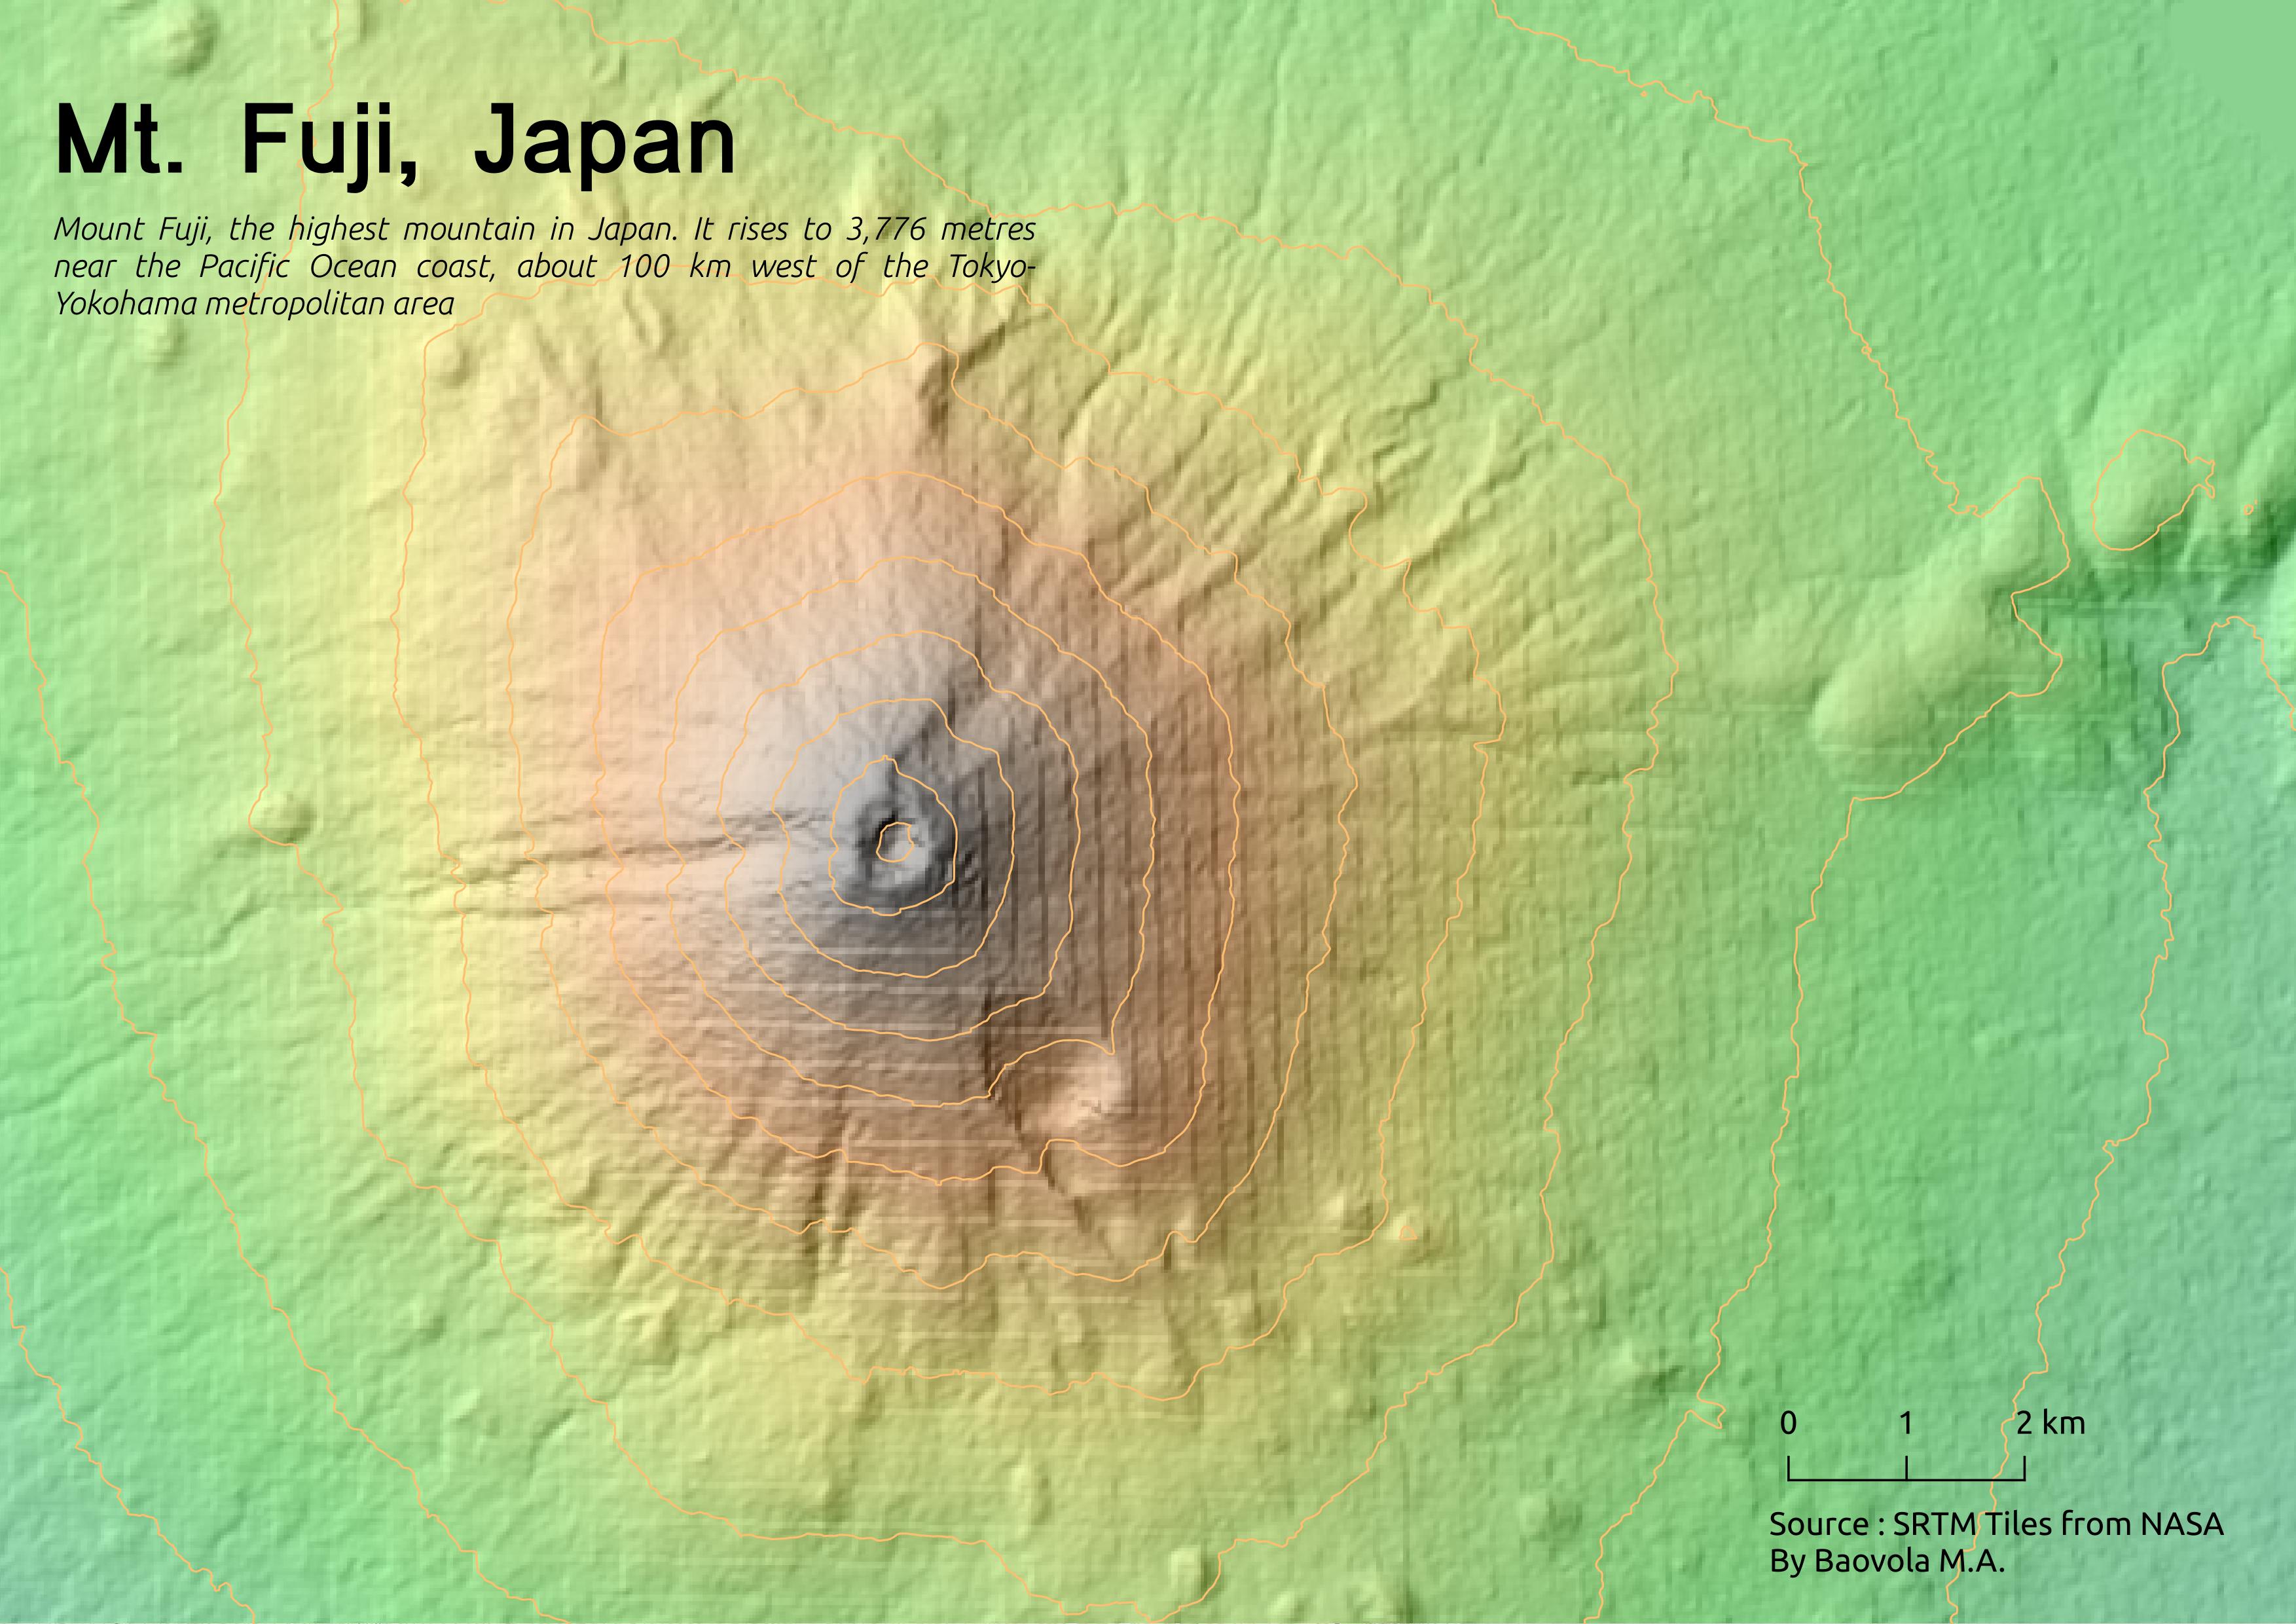 Mt. Fuji, Japan
Mount Fuji, the highest mountain in Japan. It rises to 3,776 metres
near the Pacific Ocean coast, about 100 km west of the Tokyo-
Yokohama metropolitan area
0 1 2 km
Source : SRTM Tiles from NASA
By Baovola M.A.